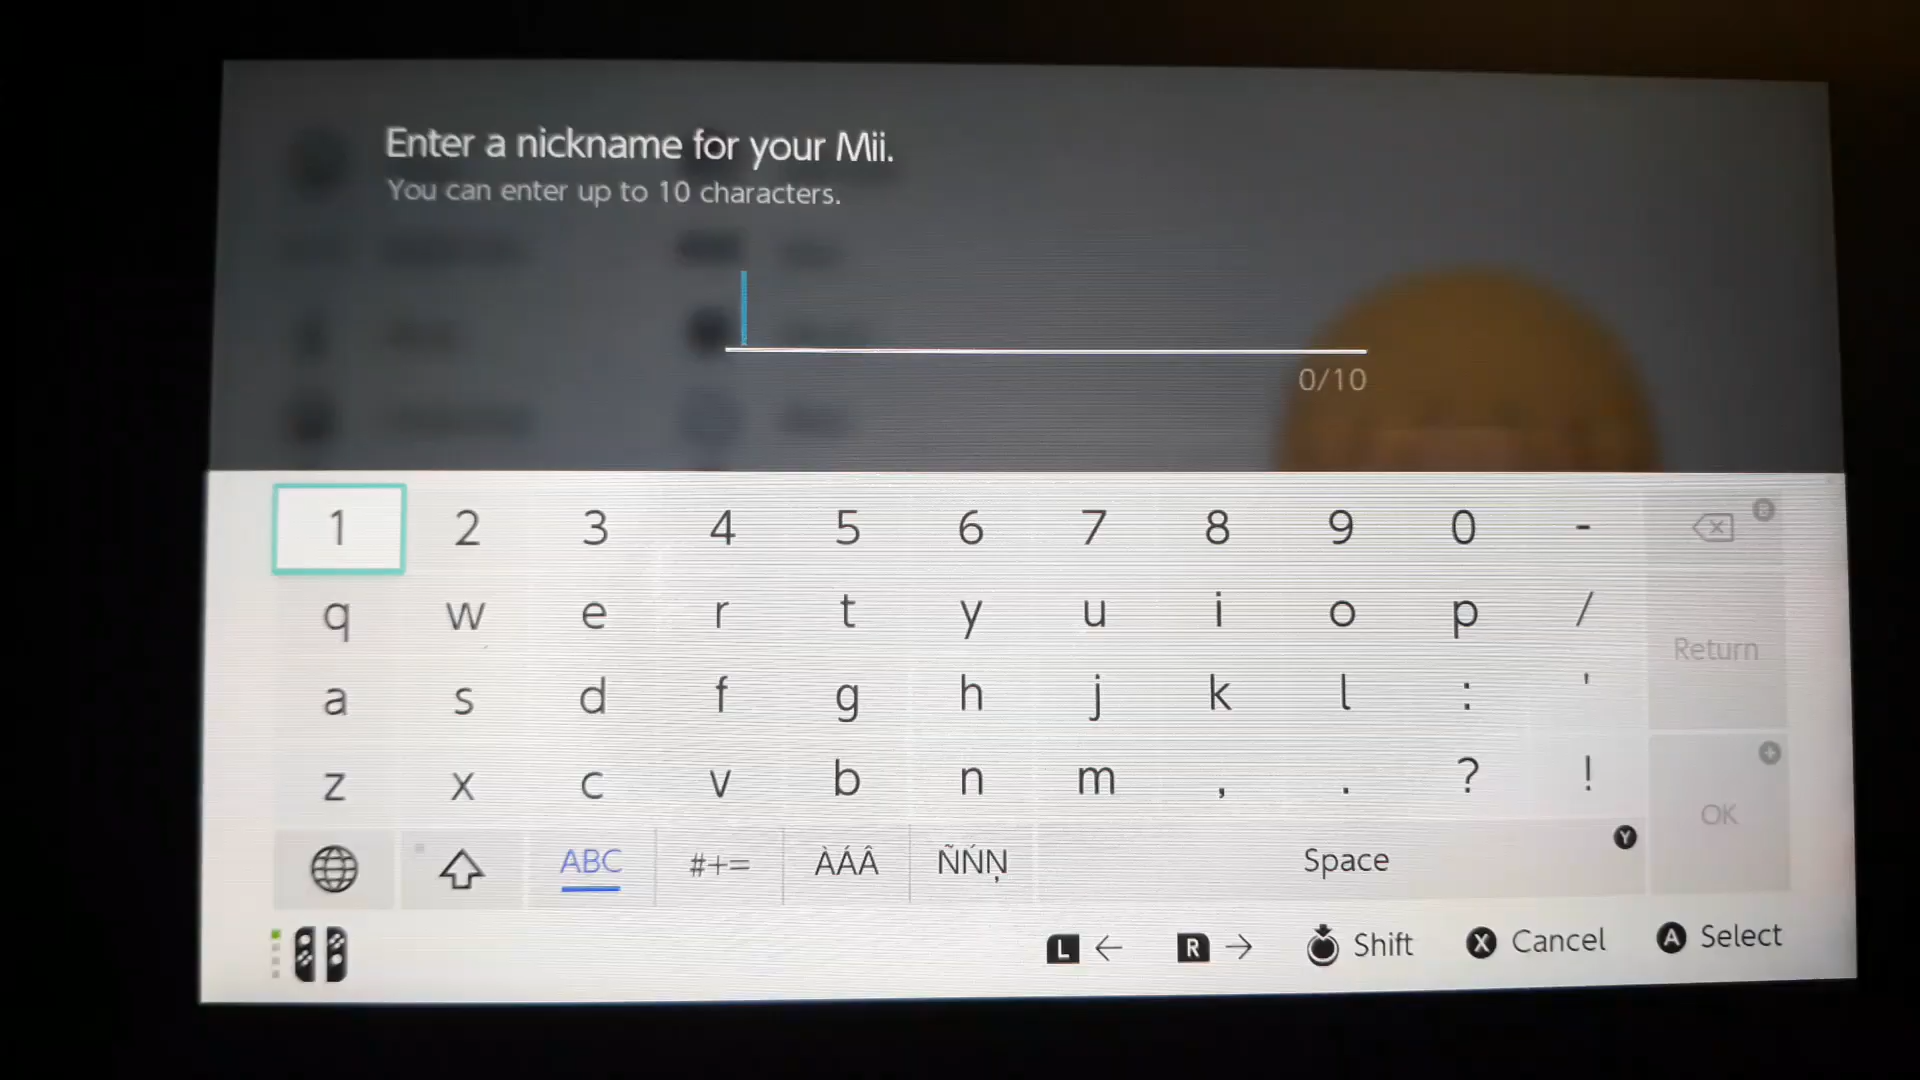 Enter a nickname for your Mii.
You can enter up to 10 characters.
0/10
1 2 3 4 5 6 7 8 9 0 - B
q w e r t y u i o p / Return
a s d f g h j k l : '
z x c v b n m , . ? ! + OK
ABC #+= ÀÁÂ ÑŃŅ Space Y
L ← R → Shift X Cancel A Select